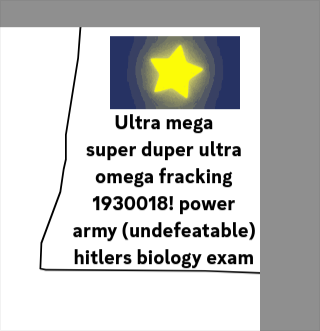 Ultra mega
super duper ultra
omega fracking
1930018! power
army (undefeatable)
hitlers biology exam